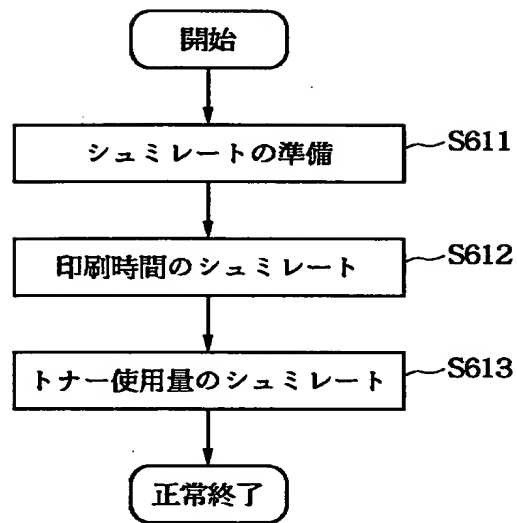 開始
シュミレートの準備
S611
印刷時間のシュミレート
S612
トナー使用量のシュミレート
S613
正常終了